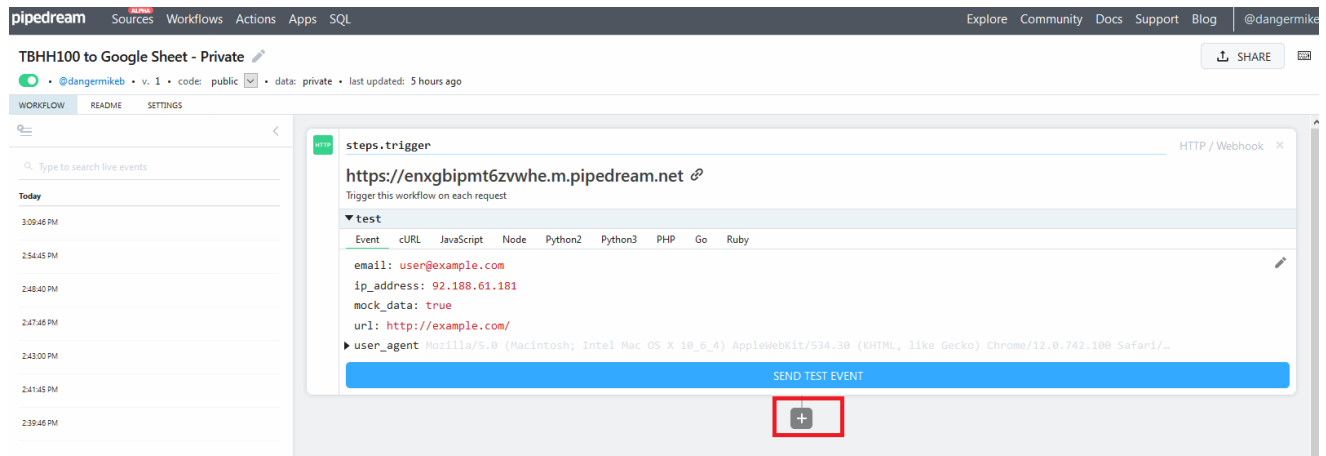 pipedream Sources ALPHA Workflows Actions Apps SQL Explore Community Docs Support Blog @dangermike
TBHH100 to Google Sheet - Private SHARE
• @dangermikeb • v. 1 • code: public • data: private • last updated: 5 hours ago
WORKFLOW README SETTINGS
HTTP steps.trigger HTTP / Webhook
Type to search live events
https://enxgbipmt6zvwhe.m.pipedream.net
Trigger this workflow on each request
Today
3:09:46 PM
2:54:45 PM
2:48:40 PM
2:47:46 PM
2:43:00 PM
2:41:45 PM
2:39:46 PM
test
Event cURL JavaScript Node Python2 Python3 PHP Go Ruby
email: user@example.com
ip_address: 92.188.61.181
mock_data: true
url: http://example.com/
user_agent Mozilla/5.0 (Macintosh; Intel Mac OS X 10_6_4) AppleWebKit/534.30 (KHTML, like Gecko) Chrome/12.0.742.100 Safari/…
SEND TEST EVENT
+